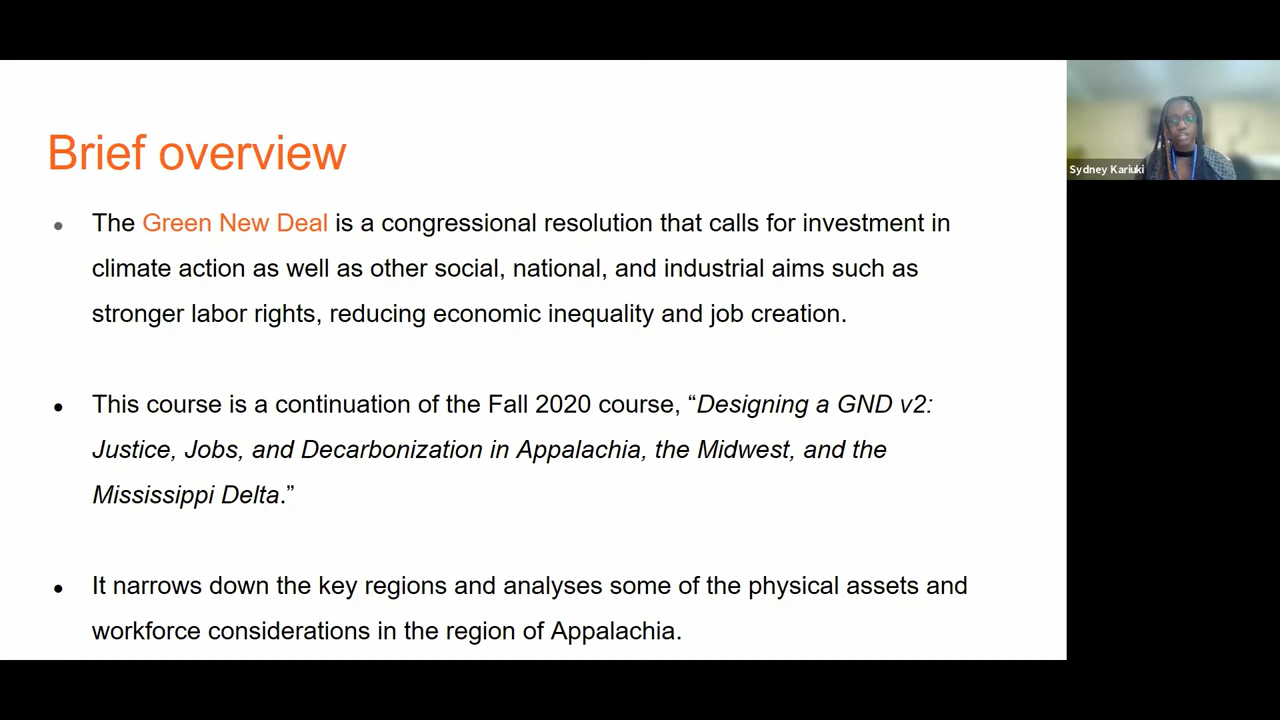 Brief overview
The Green New Deal is a congressional resolution that calls for investment in
climate action as well as other social, national, and industrial aims such as
stronger labor rights, reducing economic inequality and job creation.
This course is a continuation of the Fall 2020 course, “Designing a GND v2:
Justice, Jobs, and Decarbonization in Appalachia, the Midwest, and the
Mississippi Delta.”
It narrows down the key regions and analyses some of the physical assets and
workforce considerations in the region of Appalachia.
Sydney Kariuki